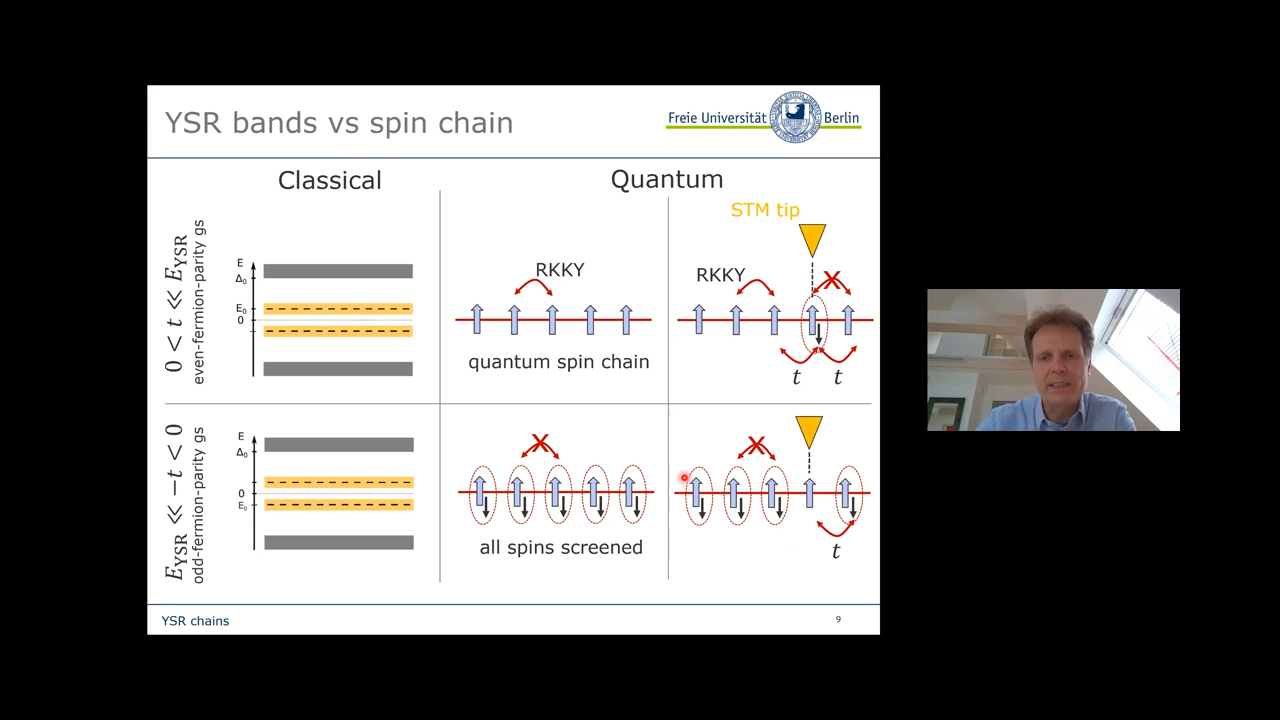 YSR bands vs spin chain
Freie Universität Berlin
Classical
Quantum
0 < t ≪ E_YSR
even-fermion-parity gs
E
Δ₀
E₀
0
RKKY
quantum spin chain
STM tip
RKKY
X
t t
E_YSR ≪ −t < 0
odd-fermion-parity gs
E
Δ₀
0
E₀
X
all spins screened
X
t
YSR chains
9